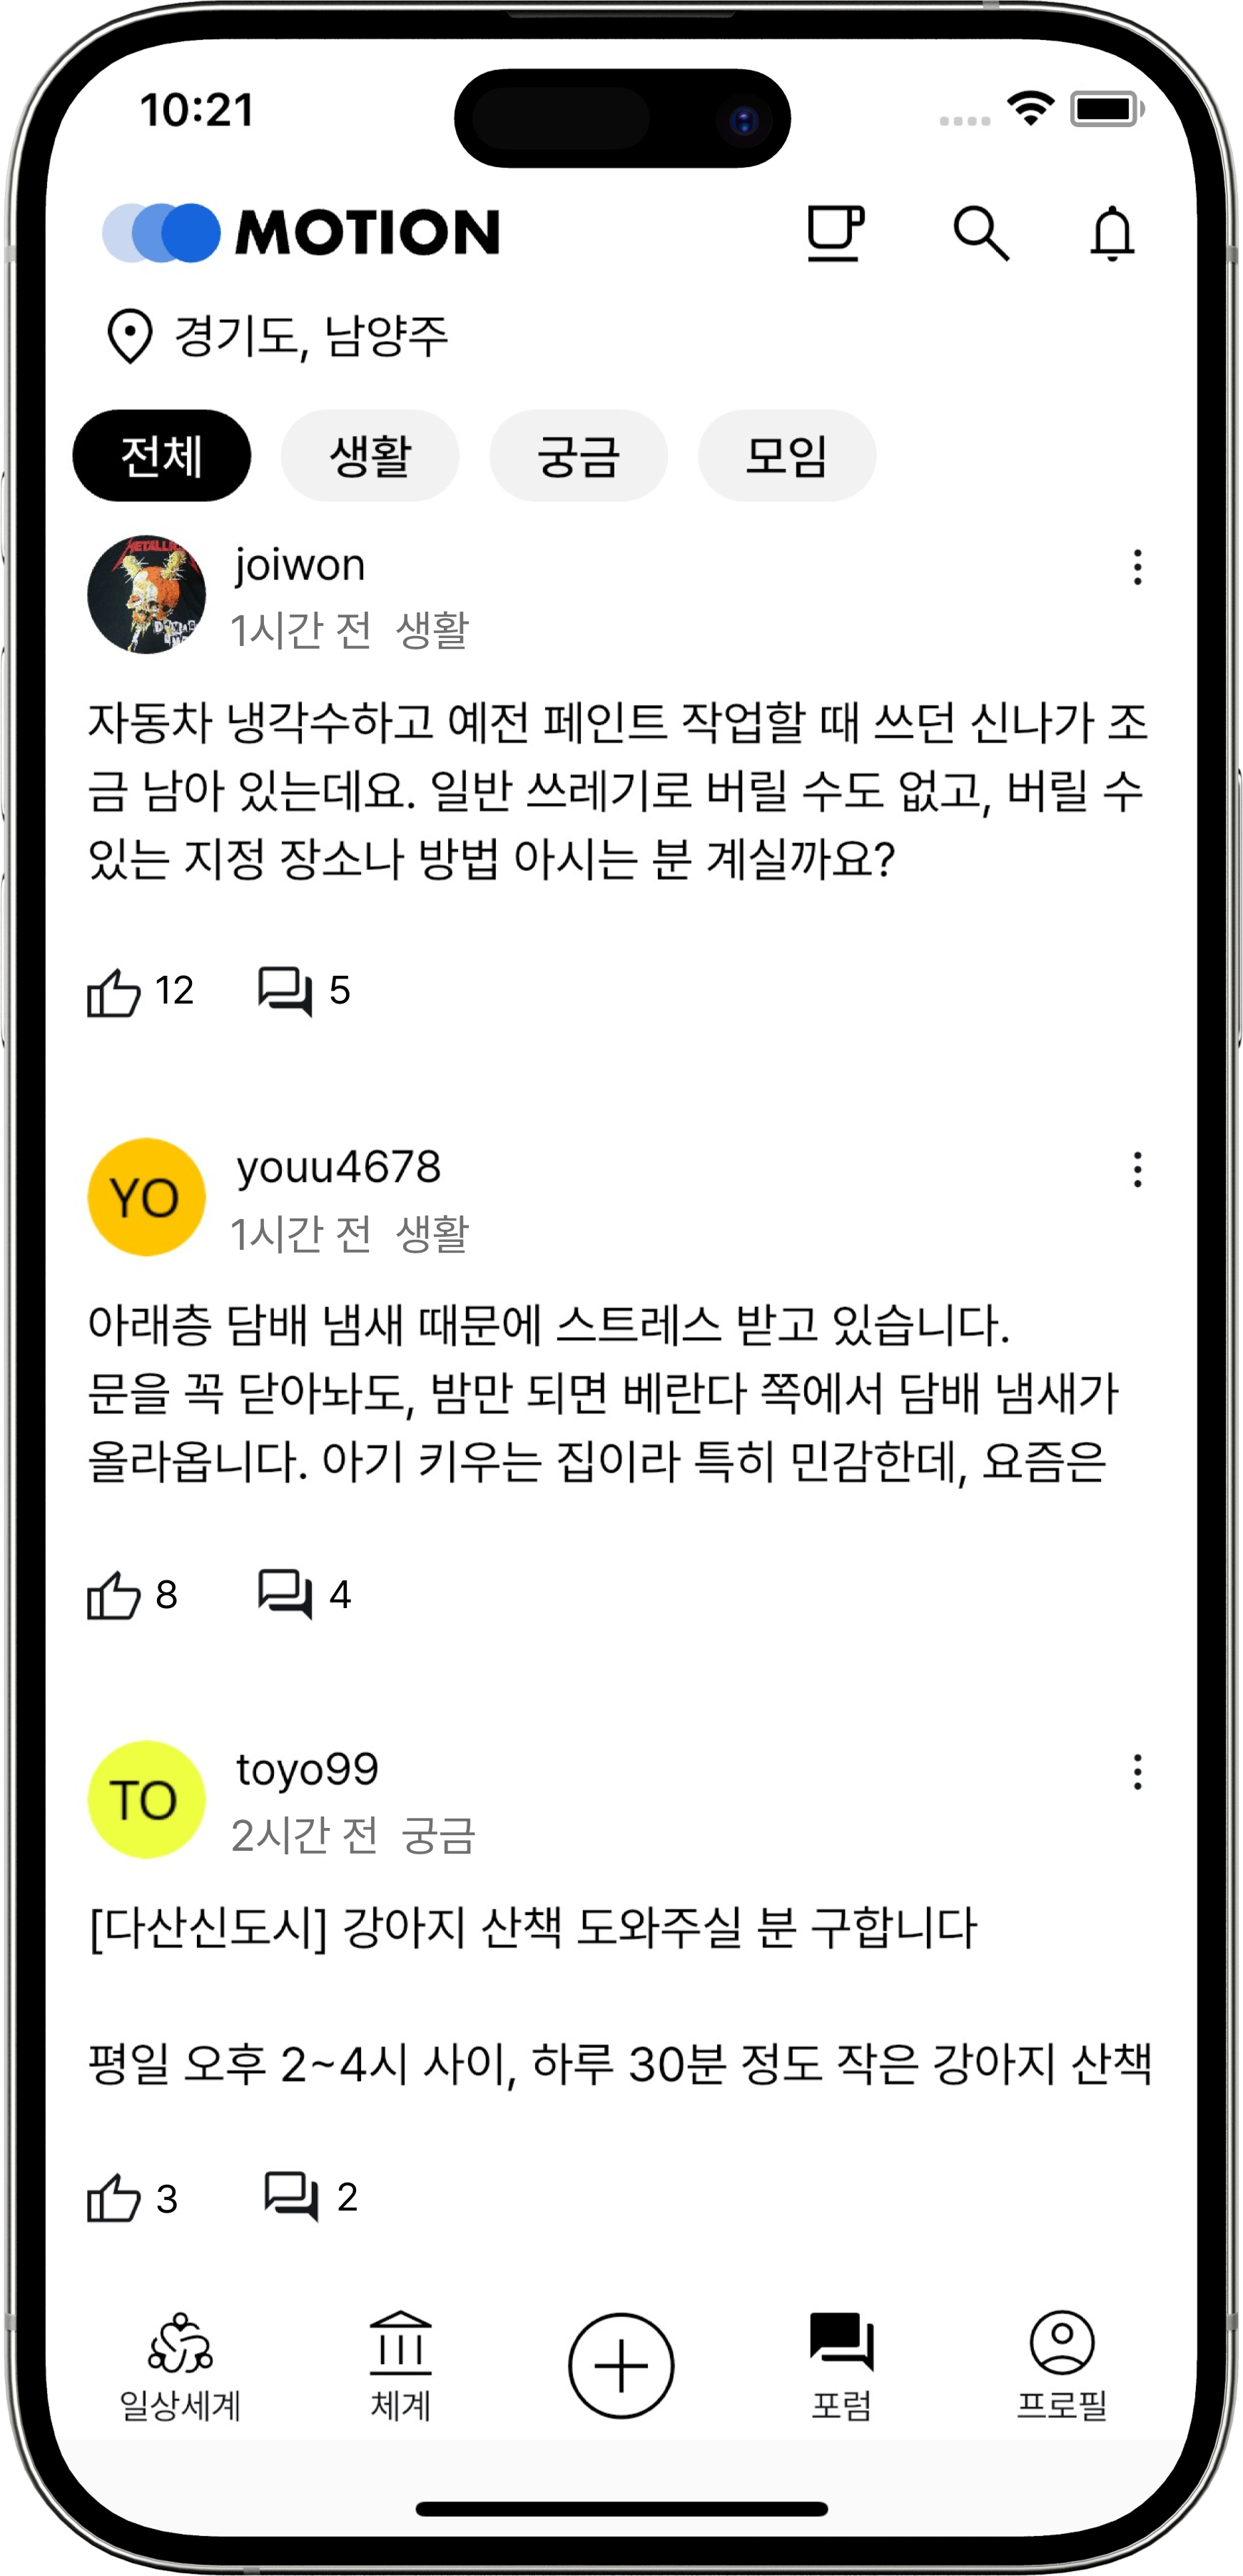 10:21
MOTION
경기도, 남양주
전체 생활 궁금 모임
METALLICA
joiwon
1시간 전 생활
자동차 냉각수하고 예전 페인트 작업할 때 쓰던 신나가 조
금 남아 있는데요. 일반 쓰레기로 버릴 수도 없고, 버릴 수
있는 지정 장소나 방법 아시는 분 계실까요?
12 5
YO
youu4678
1시간 전 생활
아래층 담배 냄새 때문에 스트레스 받고 있습니다.
문을 꼭 닫아놔도, 밤만 되면 베란다 쪽에서 담배 냄새가
올라옵니다. 아기 키우는 집이라 특히 민감한데, 요즘은
8 4
TO
toyo99
2시간 전 궁금
[다산신도시] 강아지 산책 도와주실 분 구합니다
평일 오후 2~4시 사이, 하루 30분 정도 작은 강아지 산책
3 2
일상세계 체계 포럼 프로필